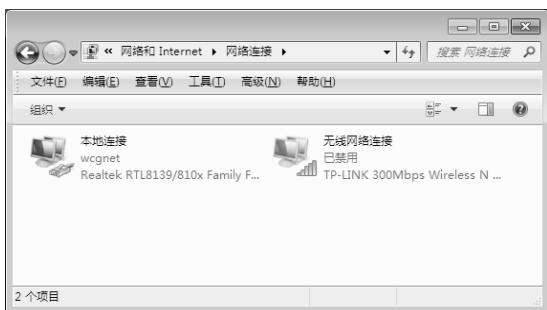 « 网络和 Internet ▸ 网络连接 ▸ 搜索 网络连接
文件(F) 编辑(E) 查看(V) 工具(T) 高级(N) 帮助(H)
组织 ▼
本地连接
wcgnet
Realtek RTL8139/810x Family F...
无线网络连接
已禁用
TP-LINK 300Mbps Wireless N ...
2 个项目